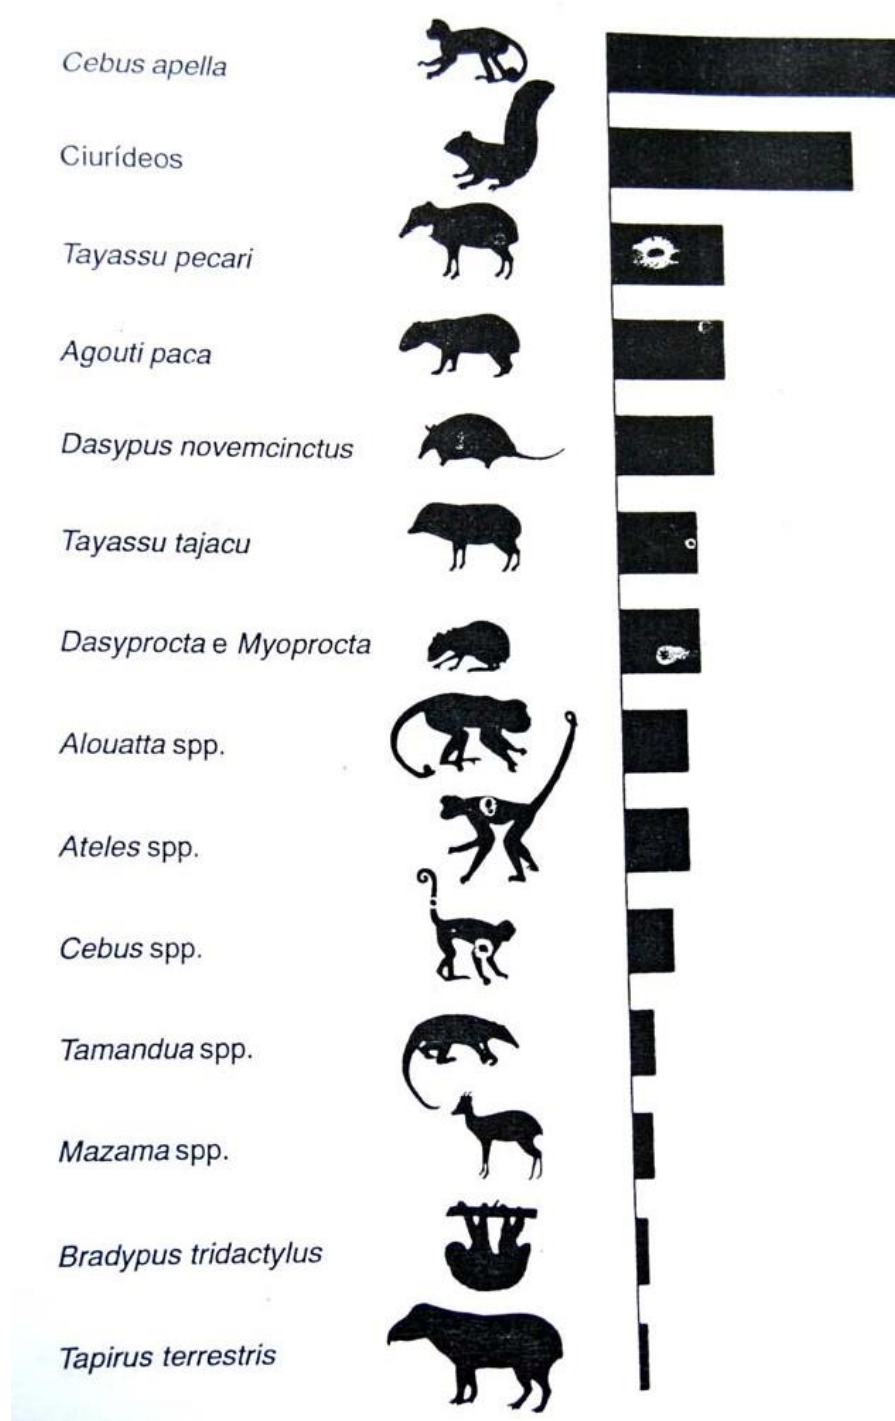 Cebus apella
Ciurídeos
Tayassu pecari
Agouti paca
Dasypus novemcinctus
Tayassu tajacu
Dasyprocta e Myoprocta
Alouatta spp.
Ateles spp.
Cebus spp.
Tamandua spp.
Mazama spp.
Bradypus tridactylus
Tapirus terrestris